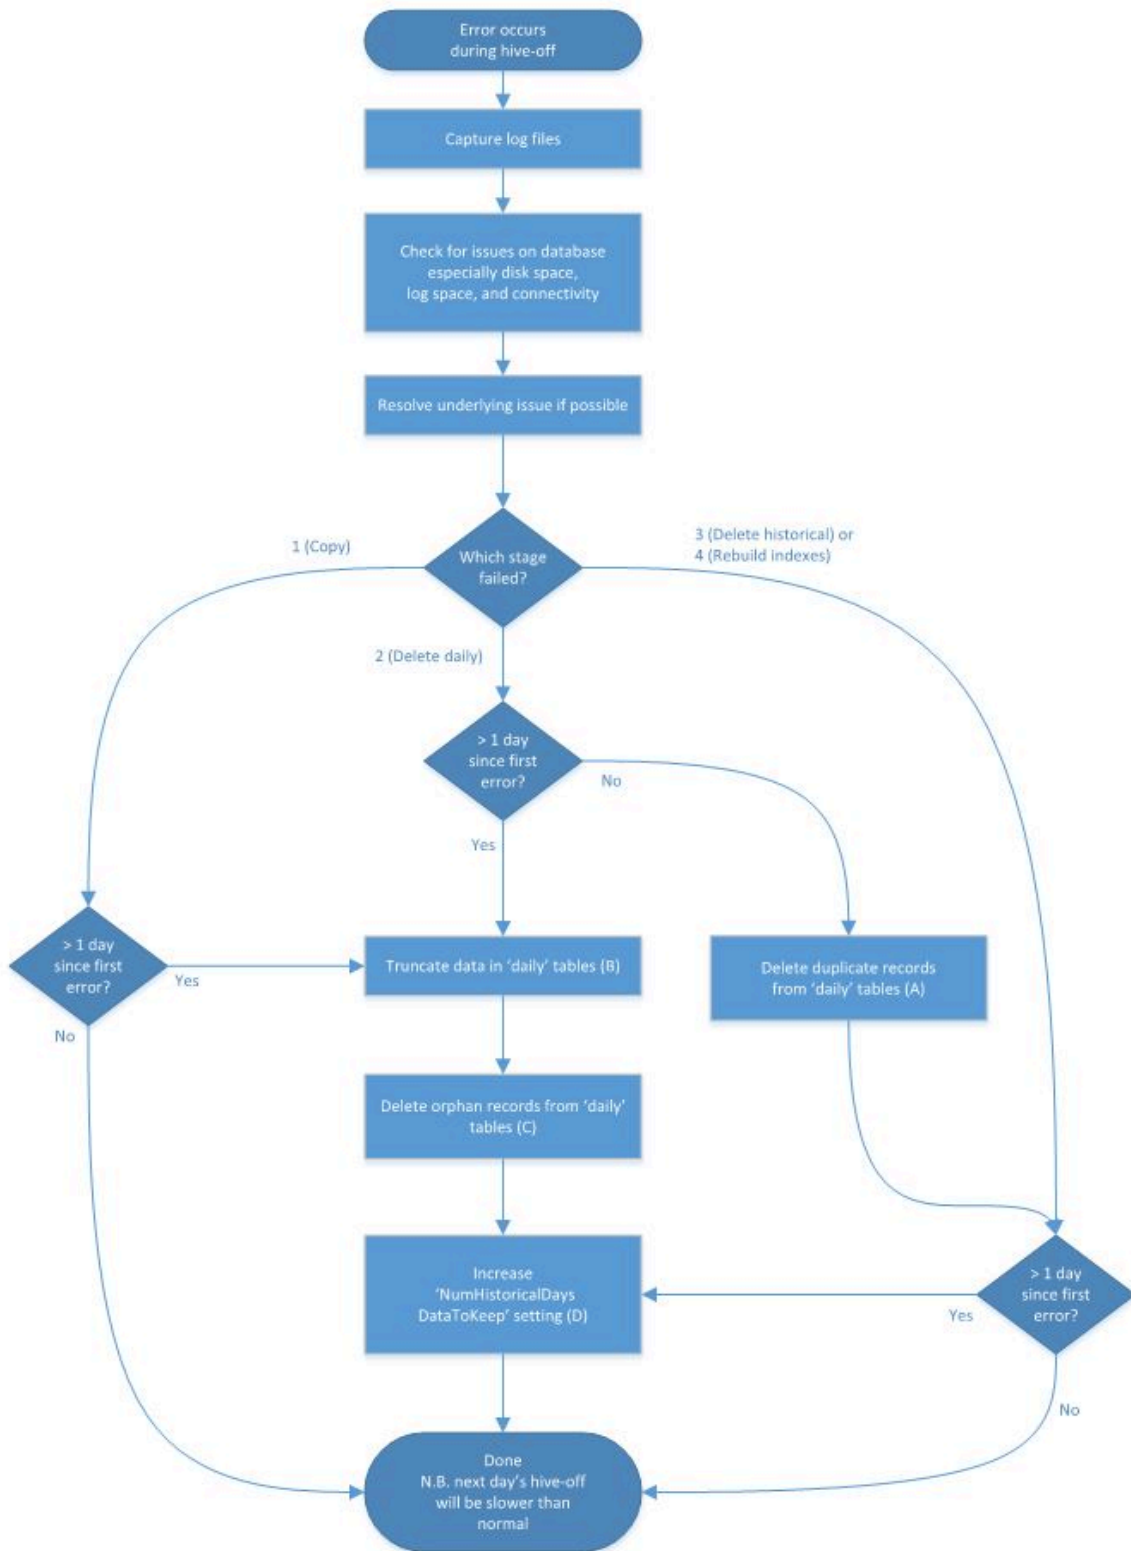 Error occurs
during hive-off
Capture log files
Check for issues on database
especially disk space,
log space, and connectivity
Resolve underlying issue if possible
1 (Copy)
Which stage
failed?
3 (Delete historical) or
4 (Rebuild indexes)
2 (Delete daily)
> 1 day
since first
error?
No
Yes
> 1 day
since first
error?
Yes
No
Truncate data in ‘daily’ tables (B)
Delete duplicate records
from ‘daily’ tables (A)
Delete orphan records from ‘daily’
tables (C)
Increase
‘NumHistoricalDays
DataToKeep’ setting (D)
> 1 day
since first
error?
Yes
No
Done
N.B. next day’s hive-off
will be slower than
normal